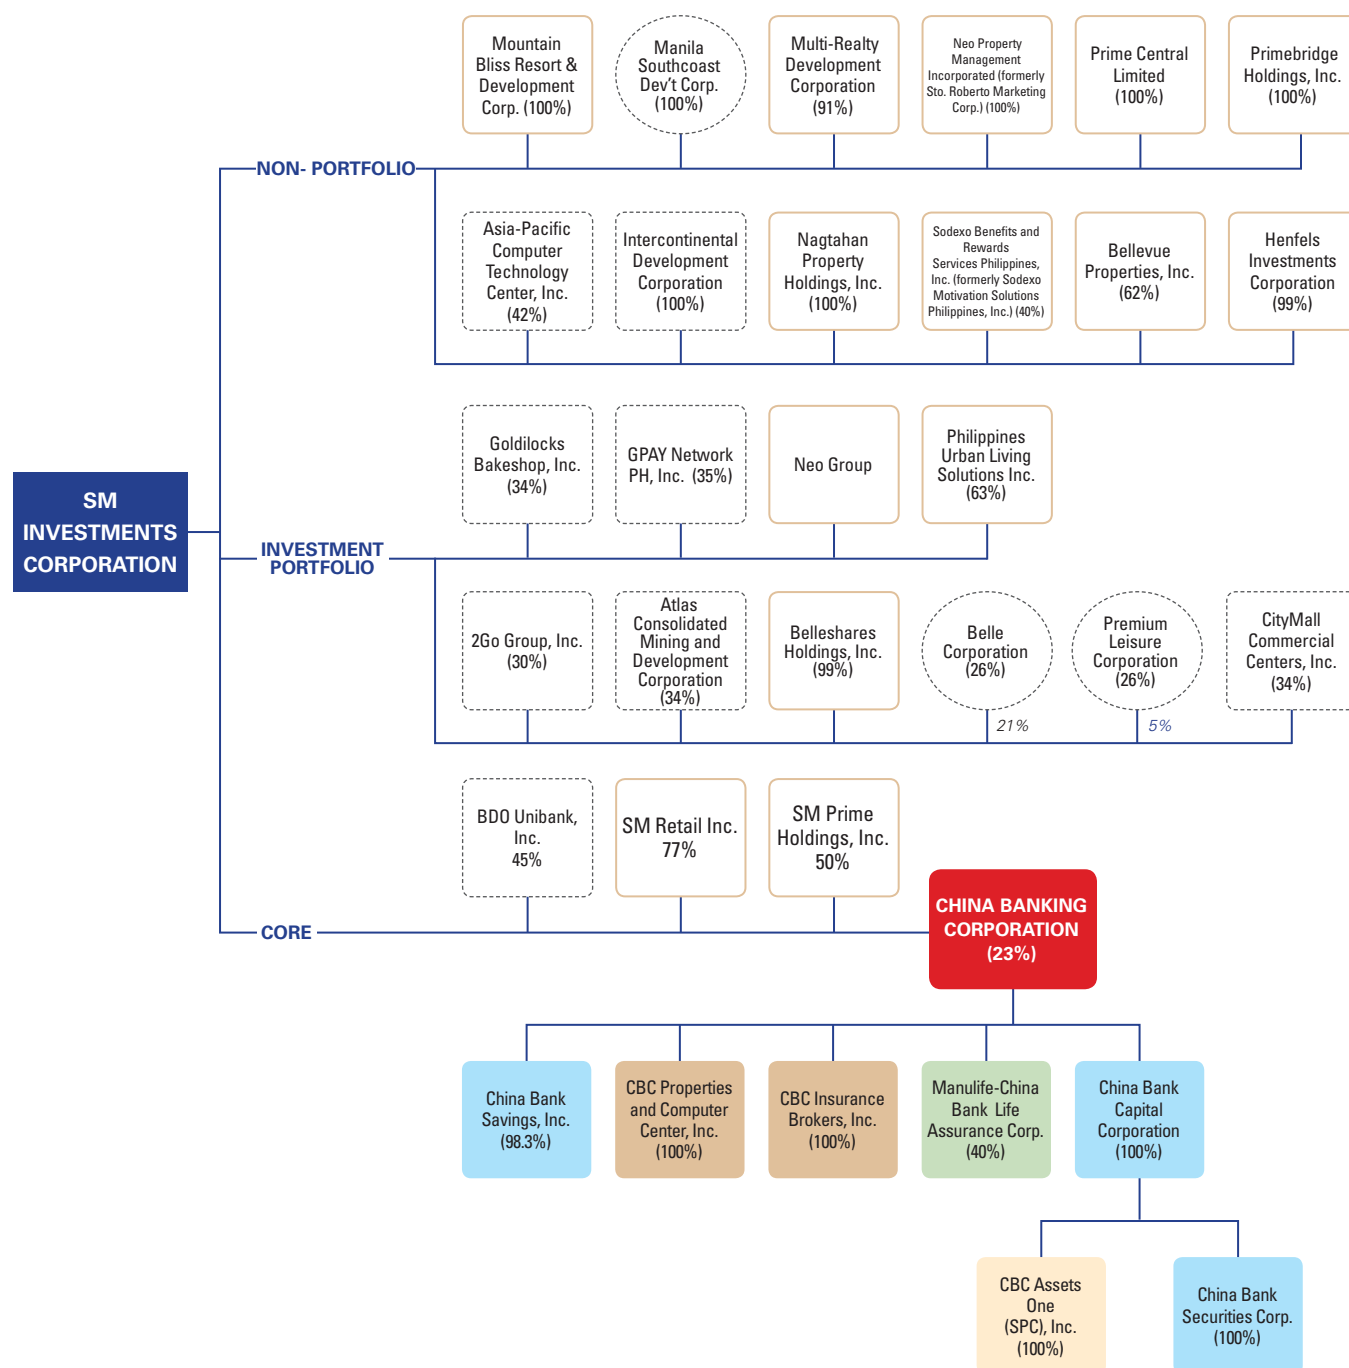 Mountain
Bliss Resort &
Development
Corp. (100%)
Manila
Southcoast
Dev't Corp.
(100%)
Multi-Realty
Development
Corporation
(91%)
Neo Property
Management
Incorporated (formerly
Sto. Roberto Marketing
Corp.) (100%)
Prime Central
Limited
(100%)
Primebridge
Holdings, Inc.
(100%)
NON- PORTFOLIO
Asia-Pacific
Computer
Technology
Center, Inc.
(42%)
Intercontinental
Development
Corporation
(100%)
Nagtahan
Property
Holdings, Inc.
(100%)
Sodexo Benefits and
Rewards
Services Philippines,
Inc. (formerly Sodexo
Motivation Solutions
Philippines, Inc.) (40%)
Bellevue
Properties, Inc.
(62%)
Henfels
Investments
Corporation
(99%)
Goldilocks
Bakeshop, Inc.
(34%)
GPAY Network
PH, Inc. (35%)
Neo Group
Philippines
Urban Living
Solutions Inc.
(63%)
SM
INVESTMENTS
CORPORATION
INVESTMENT
PORTFOLIO
2Go Group, Inc.
(30%)
Atlas
Consolidated
Mining and
Development
Corporation
(34%)
Belleshares
Holdings, Inc.
(99%)
Belle
Corporation
(26%)
Premium
Leisure
Corporation
(26%)
CityMall
Commercial
Centers, Inc.
(34%)
21%
5%
BDO Unibank,
Inc.
45%
SM Retail Inc.
77%
SM Prime
Holdings, Inc.
50%
CORE
CHINA BANKING
CORPORATION
(23%)
China Bank
Savings, Inc.
(98.3%)
CBC Properties
and Computer
Center, Inc.
(100%)
CBC Insurance
Brokers, Inc.
(100%)
Manulife-China
Bank Life
Assurance Corp.
(40%)
China Bank
Capital
Corporation
(100%)
CBC Assets
One
(SPC), Inc.
(100%)
China Bank
Securities Corp.
(100%)